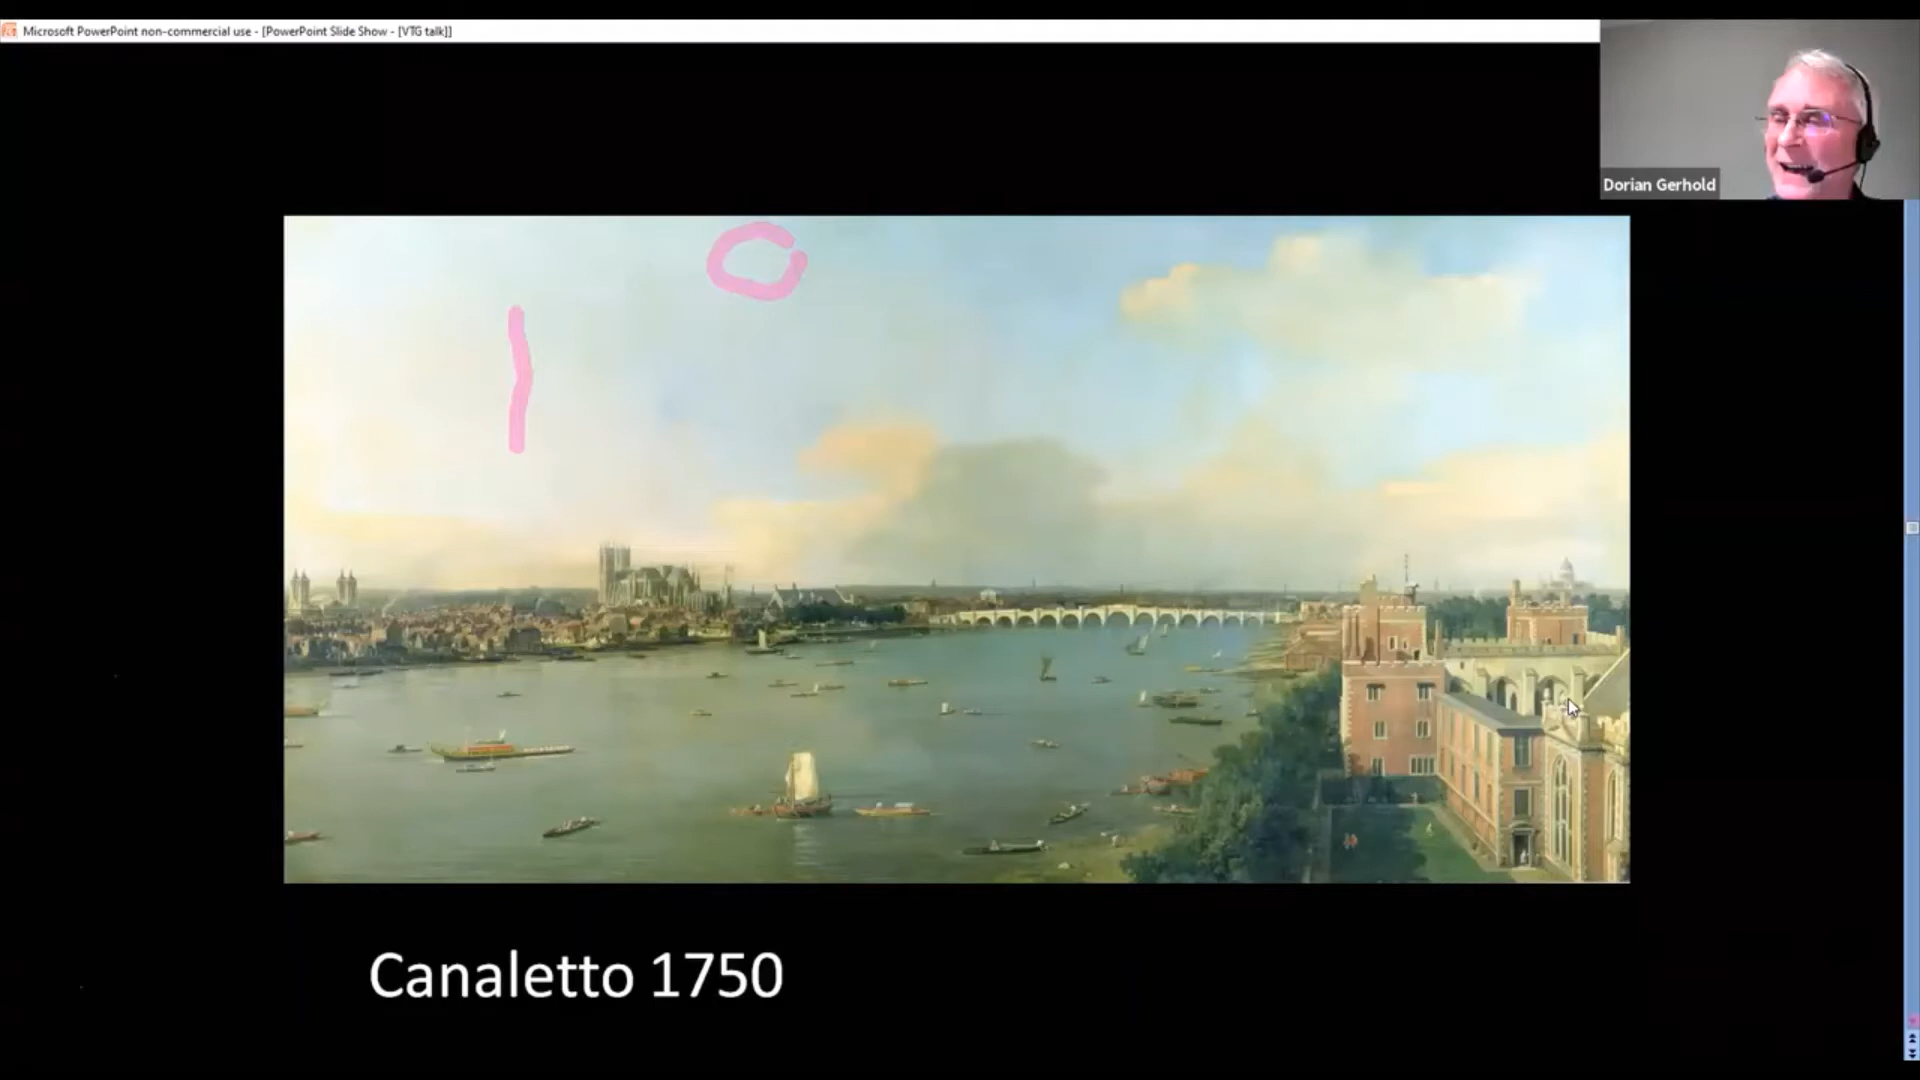 Microsoft PowerPoint non-commercial use - [PowerPoint Slide Show - [VTG talk]]
Dorian Gerhold
Canaletto 1750